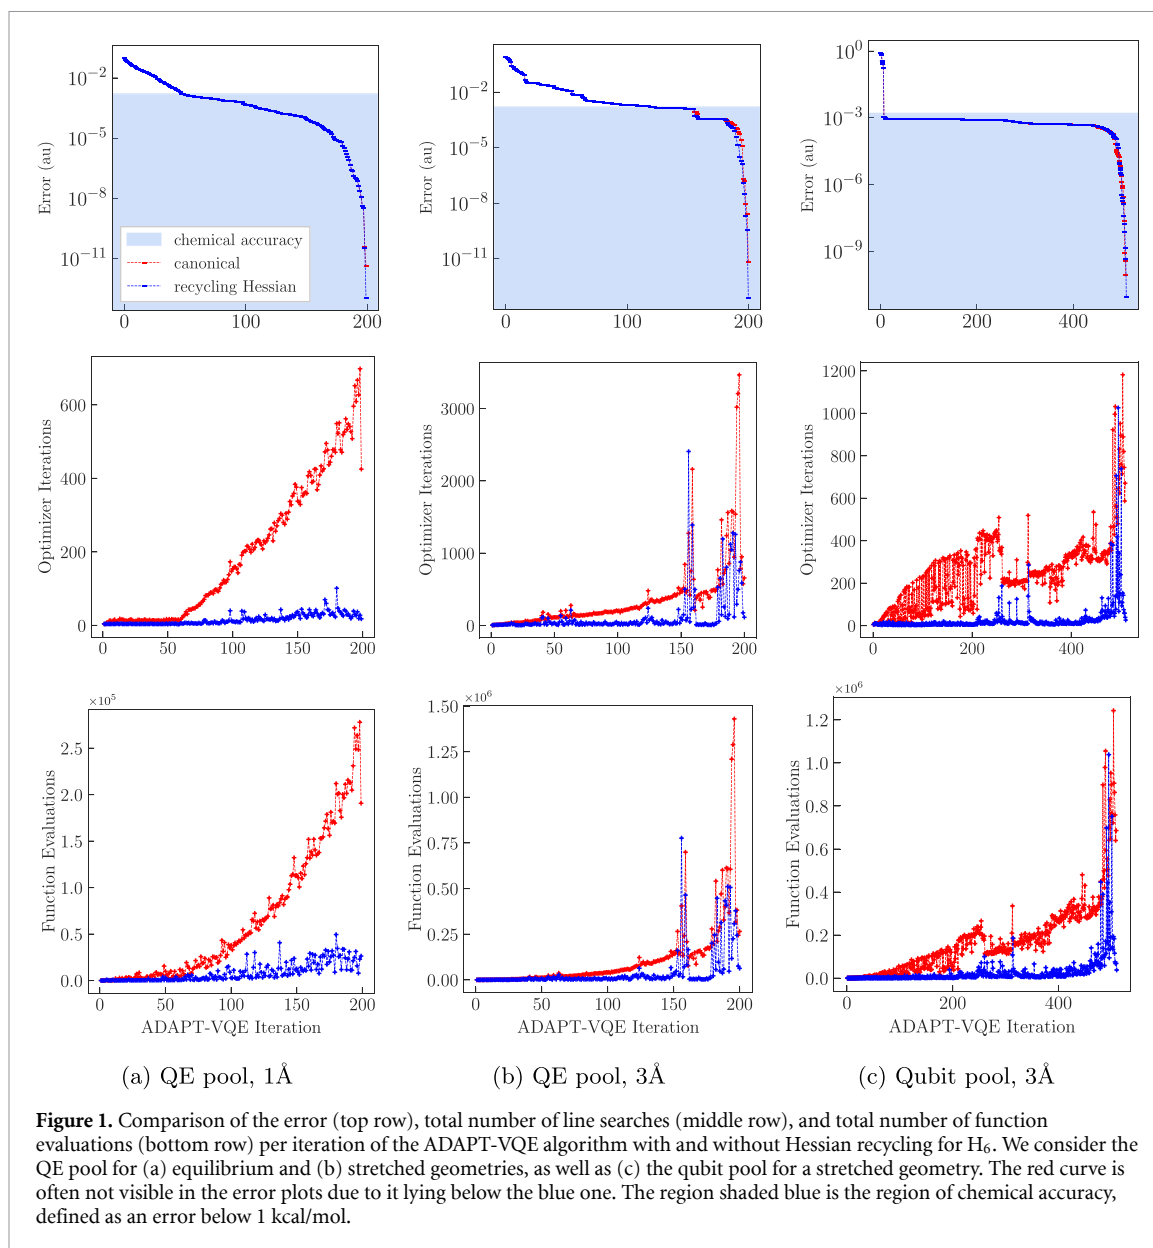 10⁻²
10⁻⁵
10⁻⁸
10⁻¹¹
Error (au)
chemical accuracy
canonical
recycling Hessian
0 100 200
10⁻²
10⁻⁵
10⁻⁸
10⁻¹¹
Error (au)
0 100 200
10⁰
10⁻³
10⁻⁶
10⁻⁹
Error (au)
0 200 400
600
400
200
0
Optimizer Iterations
0 50 100 150 200
3000
2000
1000
0
Optimizer Iterations
0 50 100 150 200
1200
1000
800
600
400
200
0
Optimizer Iterations
0 200 400
×10⁵
2.5
2.0
1.5
1.0
0.5
0.0
Function Evaluations
0 50 100 150 200
ADAPT-VQE Iteration
×10⁶
1.50
1.25
1.00
0.75
0.50
0.25
0.00
Function Evaluations
0 50 100 150 200
ADAPT-VQE Iteration
×10⁶
1.2
1.0
0.8
0.6
0.4
0.2
0.0
Function Evaluations
0 200 400
ADAPT-VQE Iteration
(a) QE pool, 1Å
(b) QE pool, 3Å
(c) Qubit pool, 3Å
Figure 1. Comparison of the error (top row), total number of line searches (middle row), and total number of function
evaluations (bottom row) per iteration of the ADAPT-VQE algorithm with and without Hessian recycling for H₆. We consider the
QE pool for (a) equilibrium and (b) stretched geometries, as well as (c) the qubit pool for a stretched geometry. The red curve is
often not visible in the error plots due to it lying below the blue one. The region shaded blue is the region of chemical accuracy,
defined as an error below 1 kcal/mol.